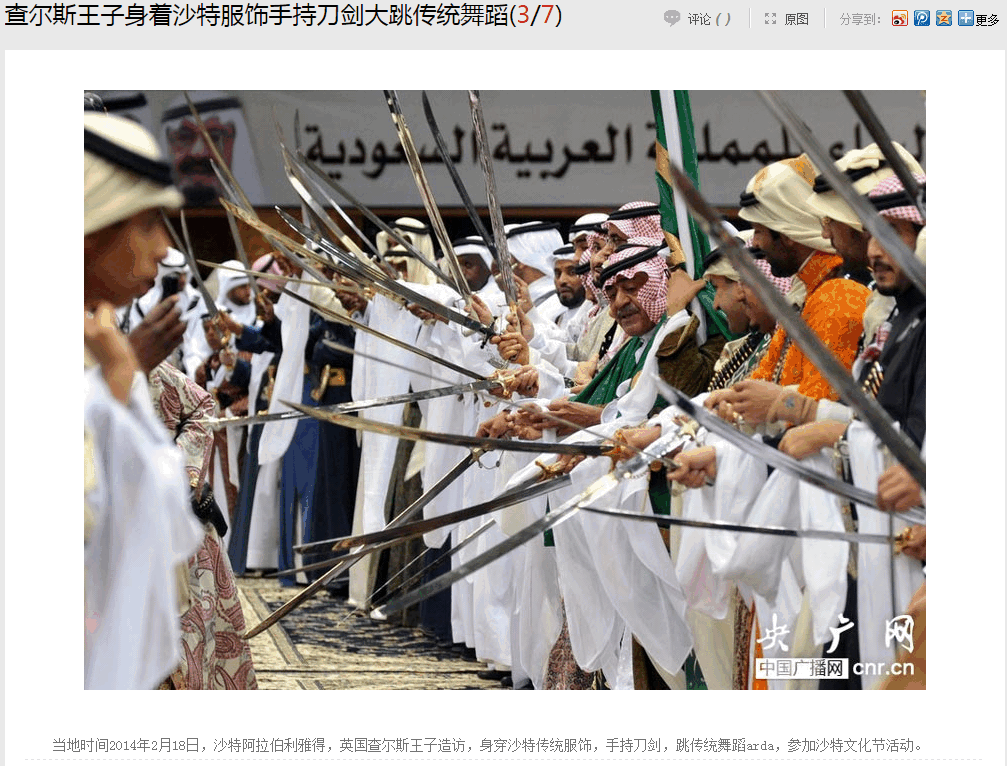 查尔斯王子身着沙特服饰手持刀剑大跳传统舞蹈(3/7)
评论 ( )
原图
分享到:
更多
للمملكة العربية السعودية
央广网
中国广播网 cnr.cn
当地时间2014年2月18日，沙特阿拉伯利雅得，英国查尔斯王子造访，身穿沙特传统服饰，手持刀剑，跳传统舞蹈arda，参加沙特文化节活动。